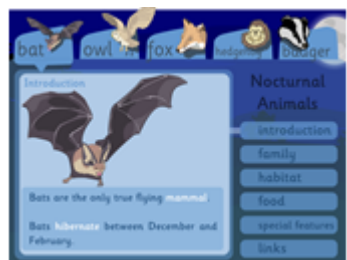 bat owl fox hedgehog badger
Introduction
Nocturnal
Animals
introduction
family
habitat
food
special features
links
Bats are the only true flying mammal.
Bats hibernate between December and
February.